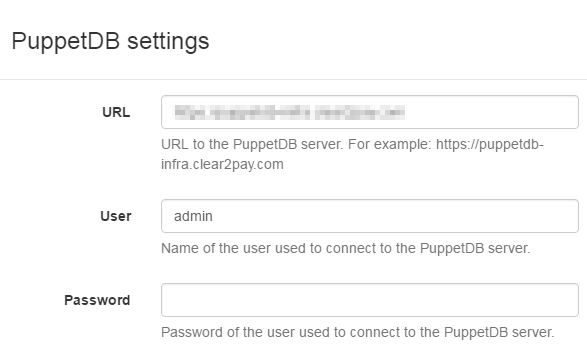 PuppetDB settings
URL
URL to the PuppetDB server. For example: https://puppetdb-
infra.clear2pay.com
User
admin
Name of the user used to connect to the PuppetDB server.
Password
Password of the user used to connect to the PuppetDB server.